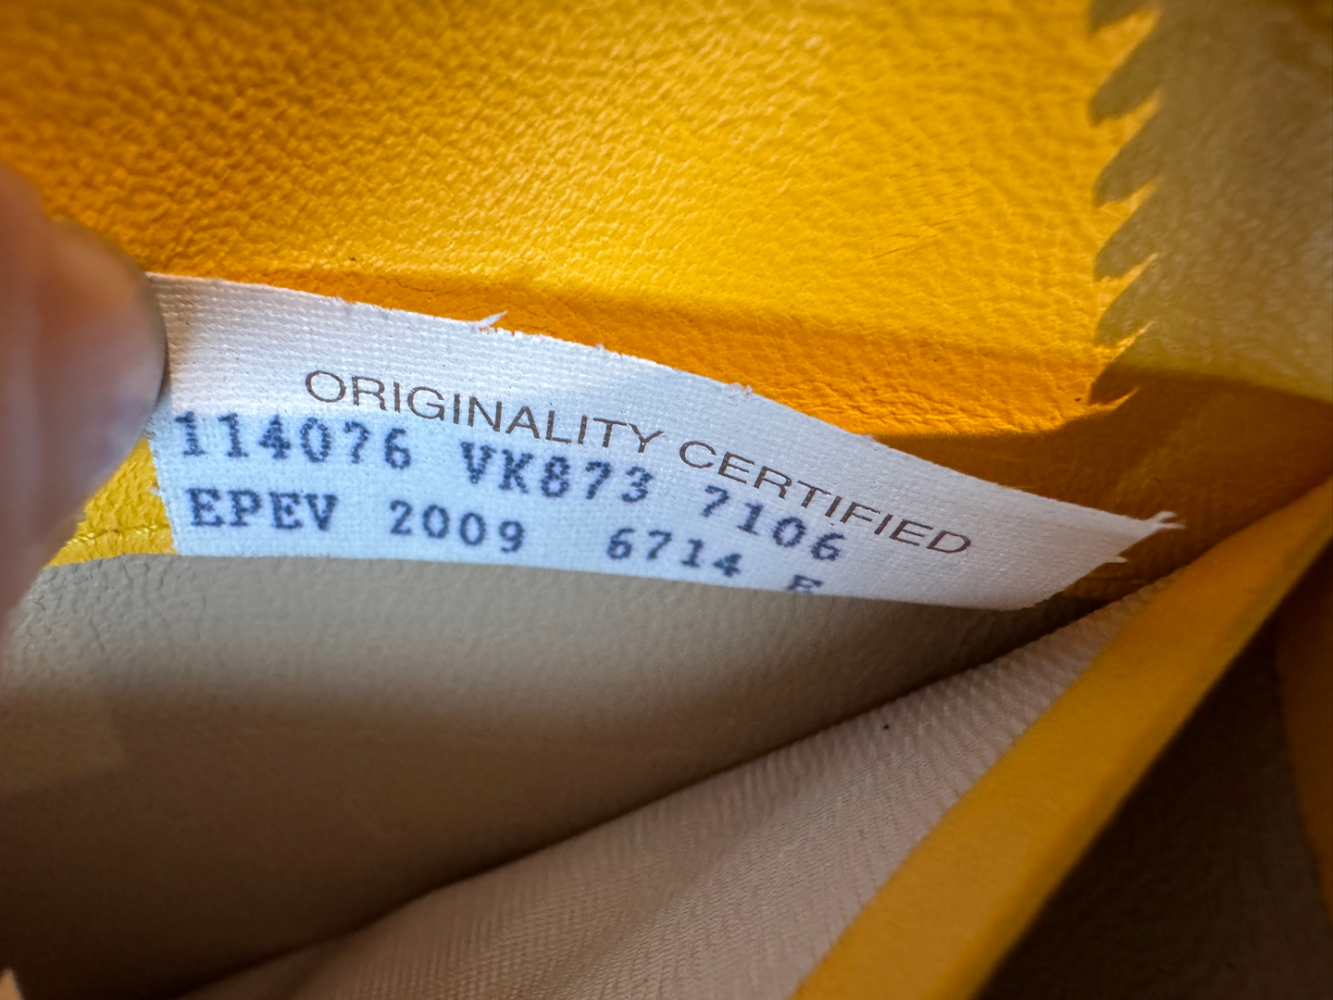 ORIGINALITY CERTIFIED
114076 VK873 7106
EPEV 2009 6714